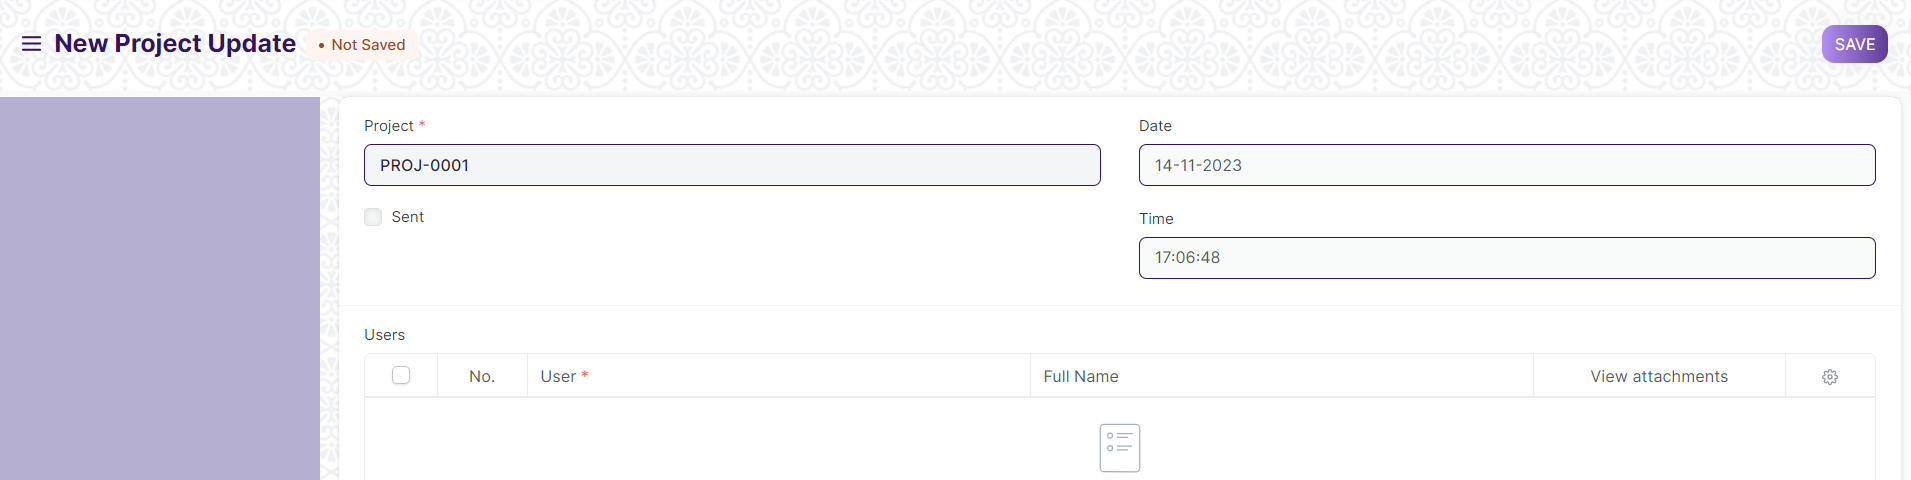 New Project Update • Not Saved SAVE
Project * Date
PROJ-0001 14-11-2023
Sent Time
17:06:48
Users
No. User * Full Name View attachments